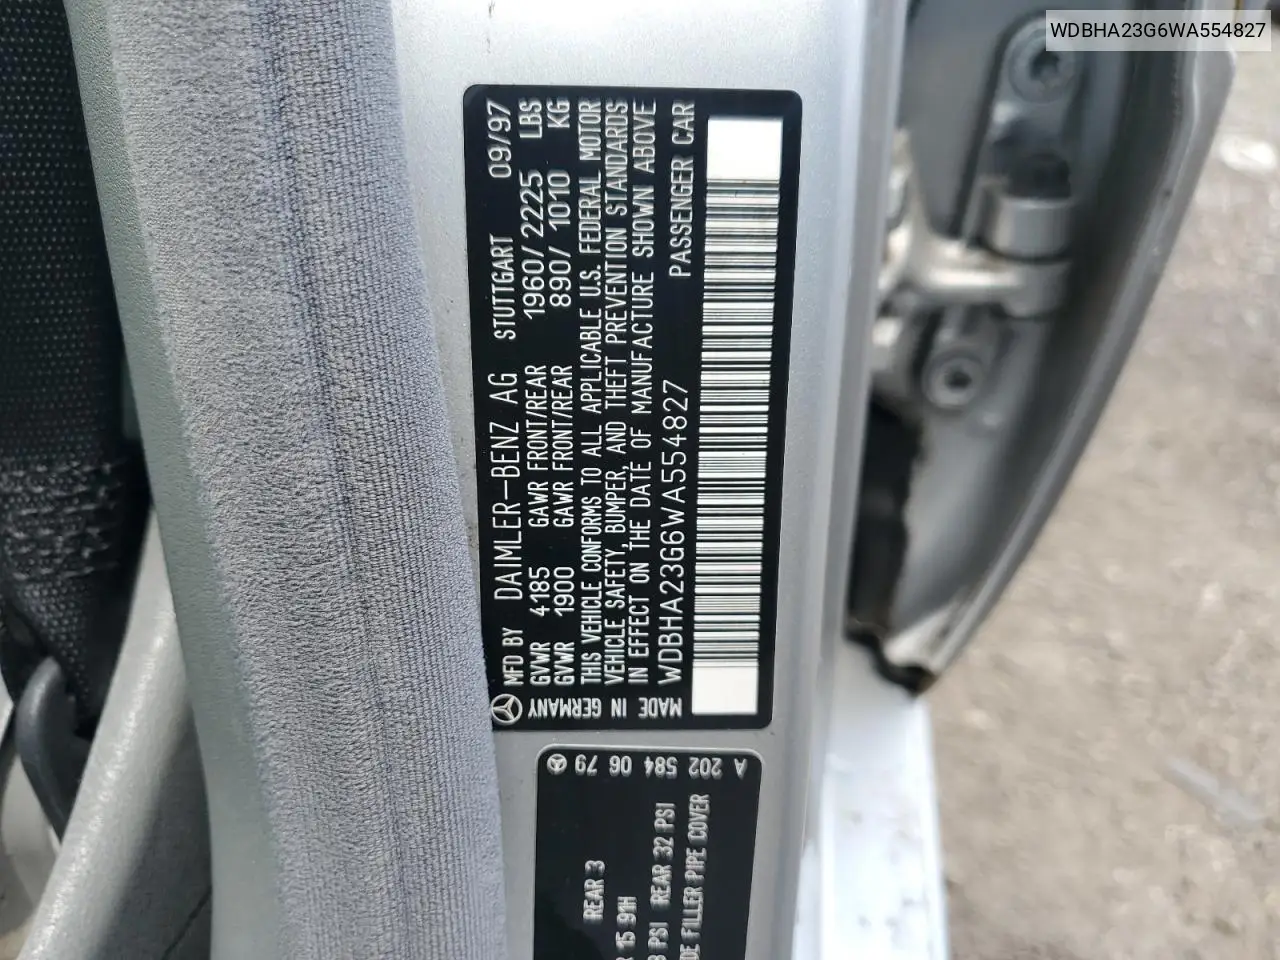 WDBHA23G6WA554827
MFD BY DAIMLER-BENZ AG STUTTGART 09/97
GVWR 4185 GAWR FRONT/REAR 1960/2225 LBS
GVWR 1900 GAWR FRONT/REAR 890/1010 KG
THIS VEHICLE CONFORMS TO ALL APPLICABLE U.S. FEDERAL MOTOR
VEHICLE SAFETY, BUMPER, AND THEFT PREVENTION STANDARDS
IN EFFECT ON THE DATE OF MANUFACTURE SHOWN ABOVE
WDBHA23G6WA554827 PASSENGER CAR
MADE IN GERMANY
A 202 584 06 79
REAR 3
15 91H
PSI REAR 32 PSI
FILLER PIPE COVER